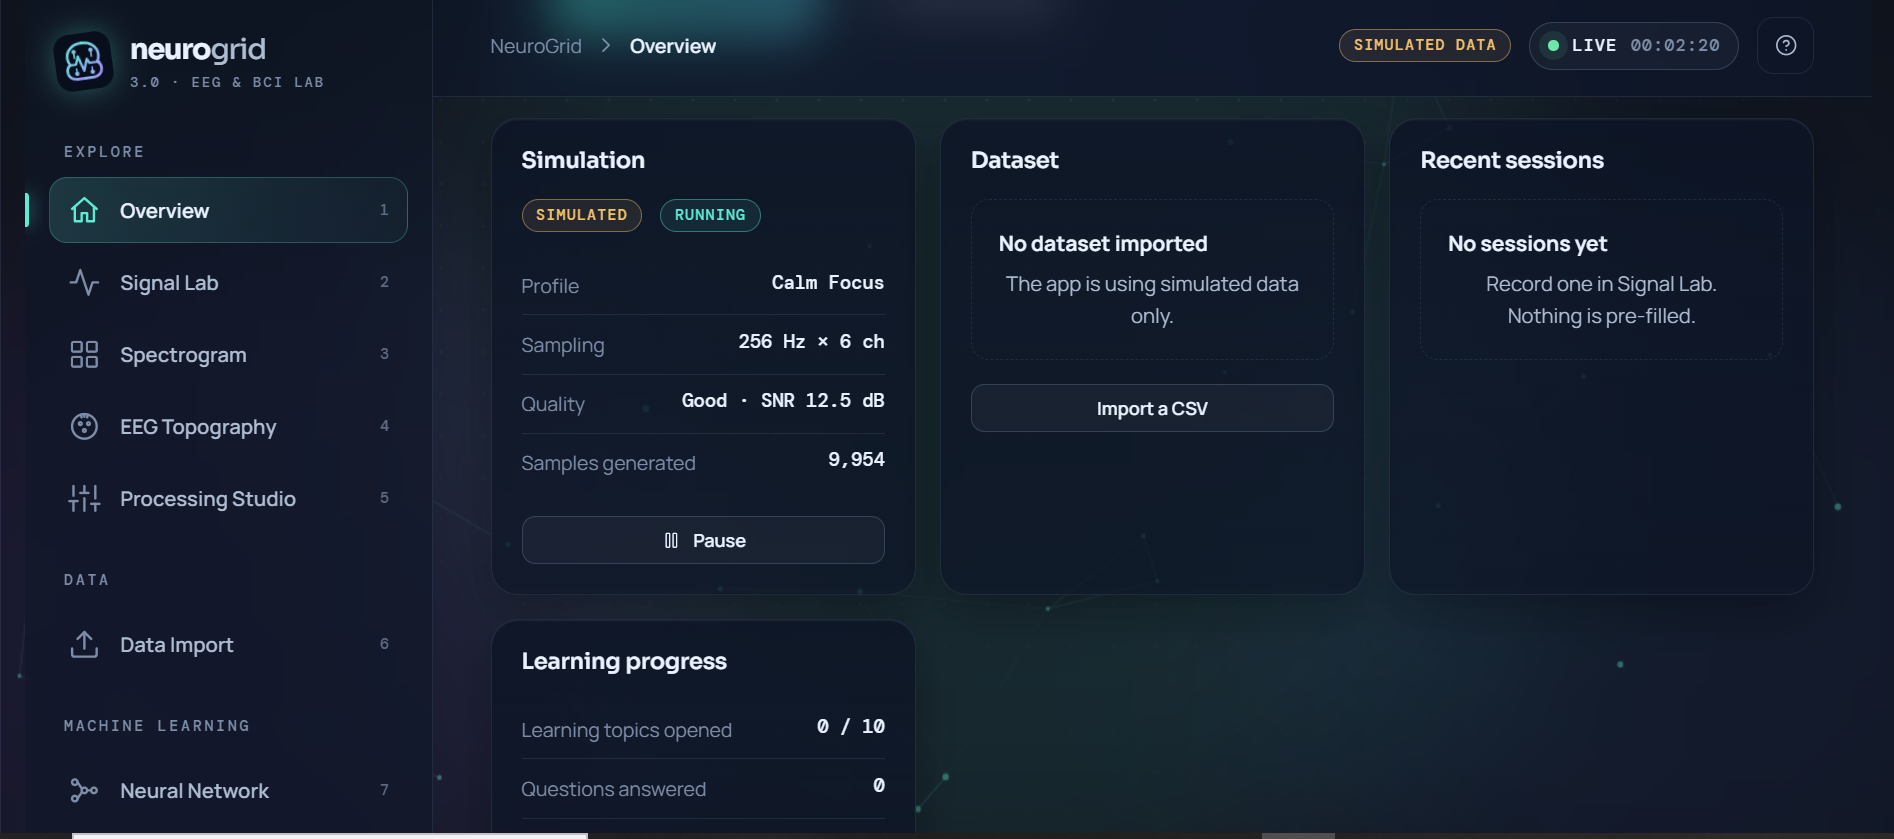 neurogrid
3.0 · EEG & BCI LAB
EXPLORE
Overview 1
Signal Lab 2
Spectrogram 3
EEG Topography 4
Processing Studio 5
DATA
Data Import 6
MACHINE LEARNING
Neural Network 7
NeuroGrid > Overview
SIMULATED DATA
LIVE 00:02:20
Simulation
SIMULATED RUNNING
Profile Calm Focus
Sampling 256 Hz × 6 ch
Quality Good · SNR 12.5 dB
Samples generated 9,954
Pause
Dataset
No dataset imported
The app is using simulated data
only.
Import a CSV
Recent sessions
No sessions yet
Record one in Signal Lab.
Nothing is pre-filled.
Learning progress
Learning topics opened 0 / 10
Questions answered 0